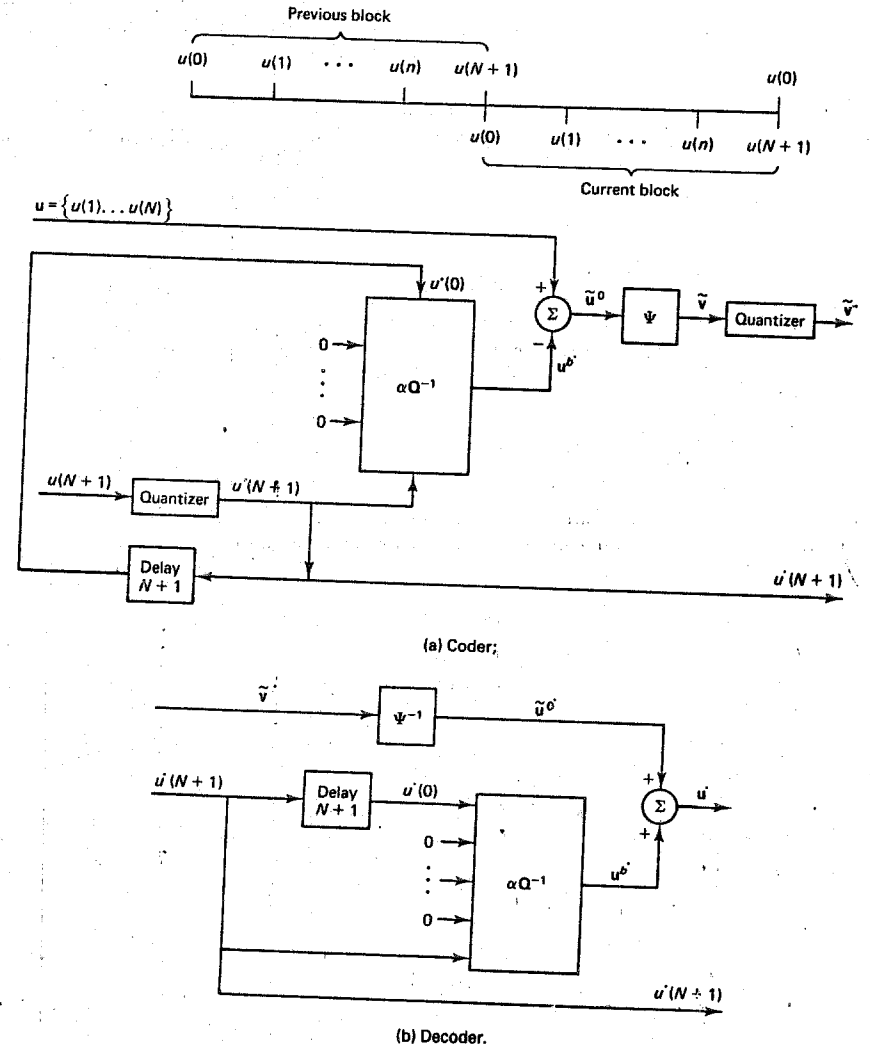 Previous block
u(0) u(1) ... u(n) u(N + 1) u(0)
u(0) u(1) ... u(n) u(N + 1)
Current block
u = {u(1)...u(N)}
u˙(0)
+
Σ
ũ⁰
Ψ
ṽ
Quantizer
ṽ˙
−
u^b˙
0
0
αQ⁻¹
u(N + 1)
Quantizer
u˙(N + 1)
Delay
N + 1
u˙(N + 1)
(a) Coder;
ṽ˙
Ψ⁻¹
ũ⁰˙
u˙(N + 1)
Delay
N + 1
u˙(0)
+
Σ
u˙
+
0
0
αQ⁻¹
u^b˙
u˙(N + 1)
(b) Decoder.